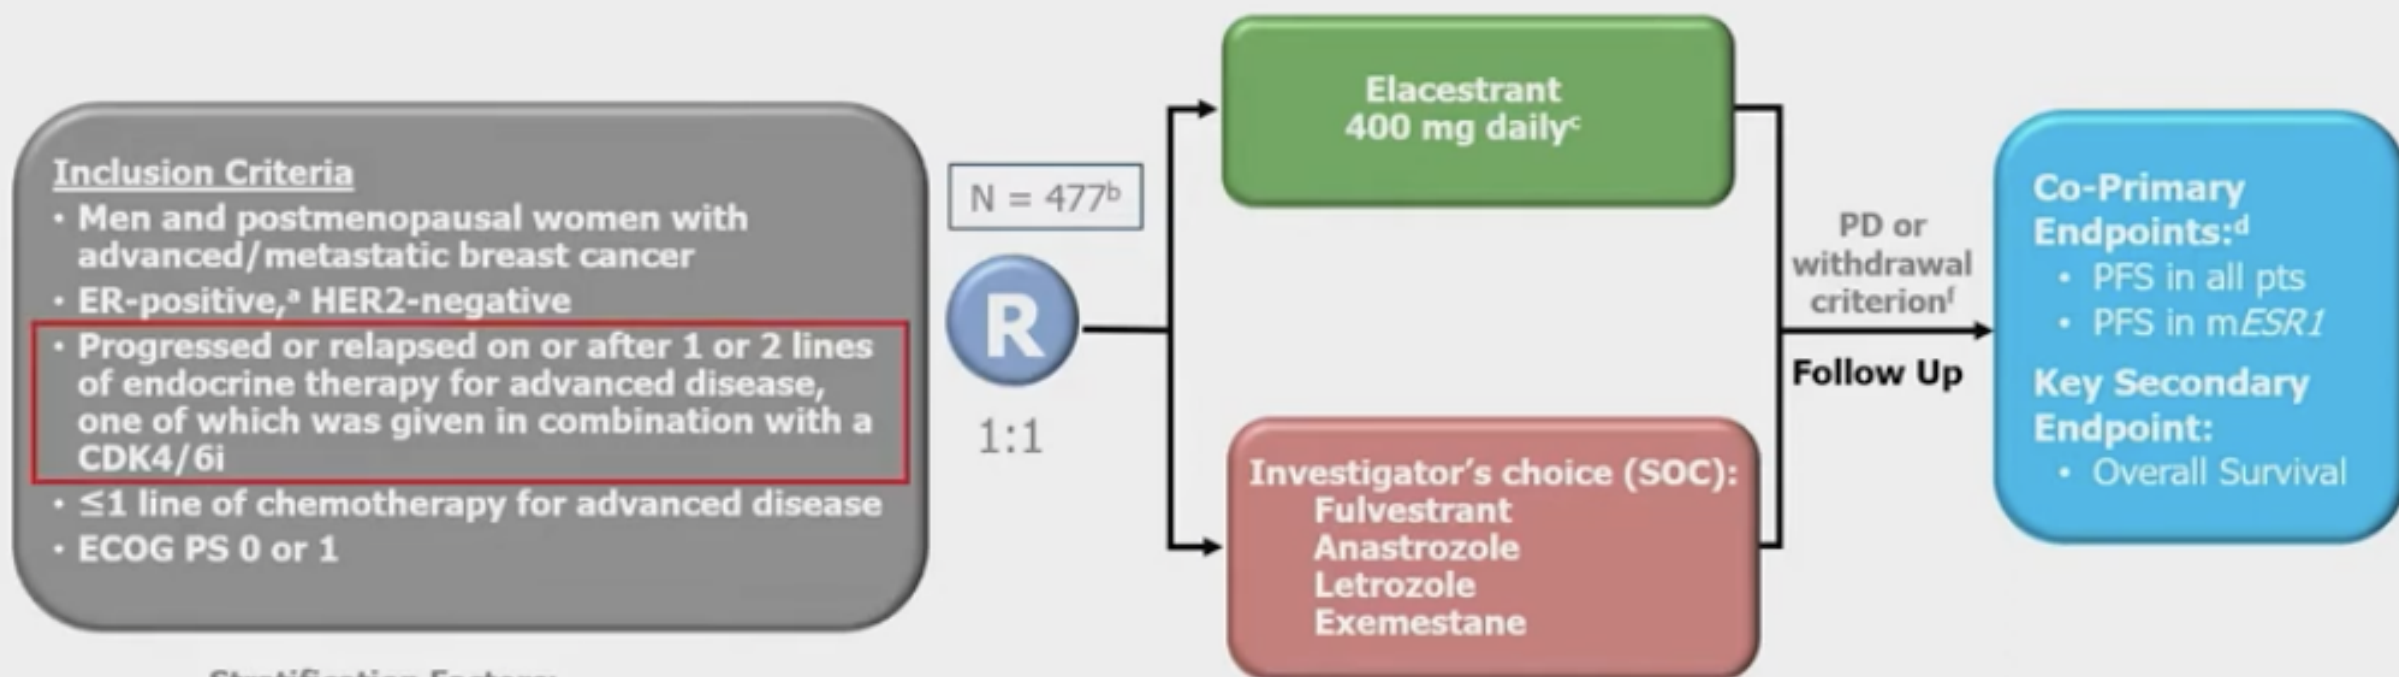 Inclusion Criteria
• Men and postmenopausal women with
advanced/metastatic breast cancer
• ER-positive,ᵃ HER2-negative
• Progressed or relapsed on or after 1 or 2 lines
of endocrine therapy for advanced disease,
one of which was given in combination with a
CDK4/6i
• ≤1 line of chemotherapy for advanced disease
• ECOG PS 0 or 1
N = 477ᵇ
R
1:1
Elacestrant
400 mg dailyᶜ
Investigator’s choice (SOC):
Fulvestrant
Anastrozole
Letrozole
Exemestane
PD or
withdrawal
criterionᶠ
Follow Up
Co-Primary
Endpoints:ᵈ
• PFS in all pts
• PFS in mESR1
Key Secondary
Endpoint:
• Overall Survival